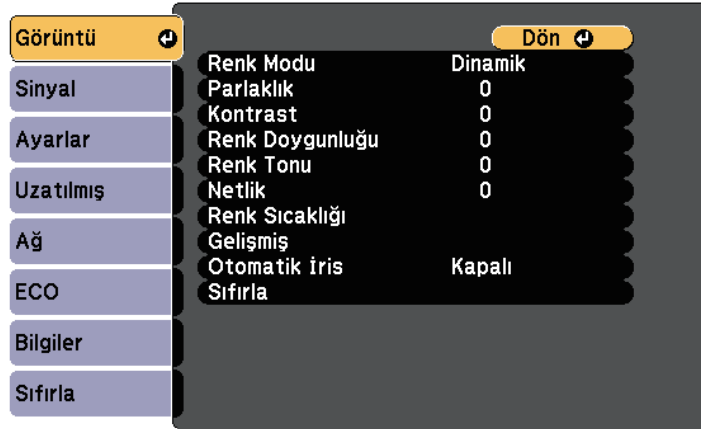 Görüntü
Sinyal
Ayarlar
Uzatılmış
Ağ
ECO
Bilgiler
Sıfırla
Dön
Renk Modu Dinamik
Parlaklık 0
Kontrast 0
Renk Doygunluğu 0
Renk Tonu 0
Netlik 0
Renk Sıcaklığı
Gelişmiş
Otomatik İris Kapalı
Sıfırla